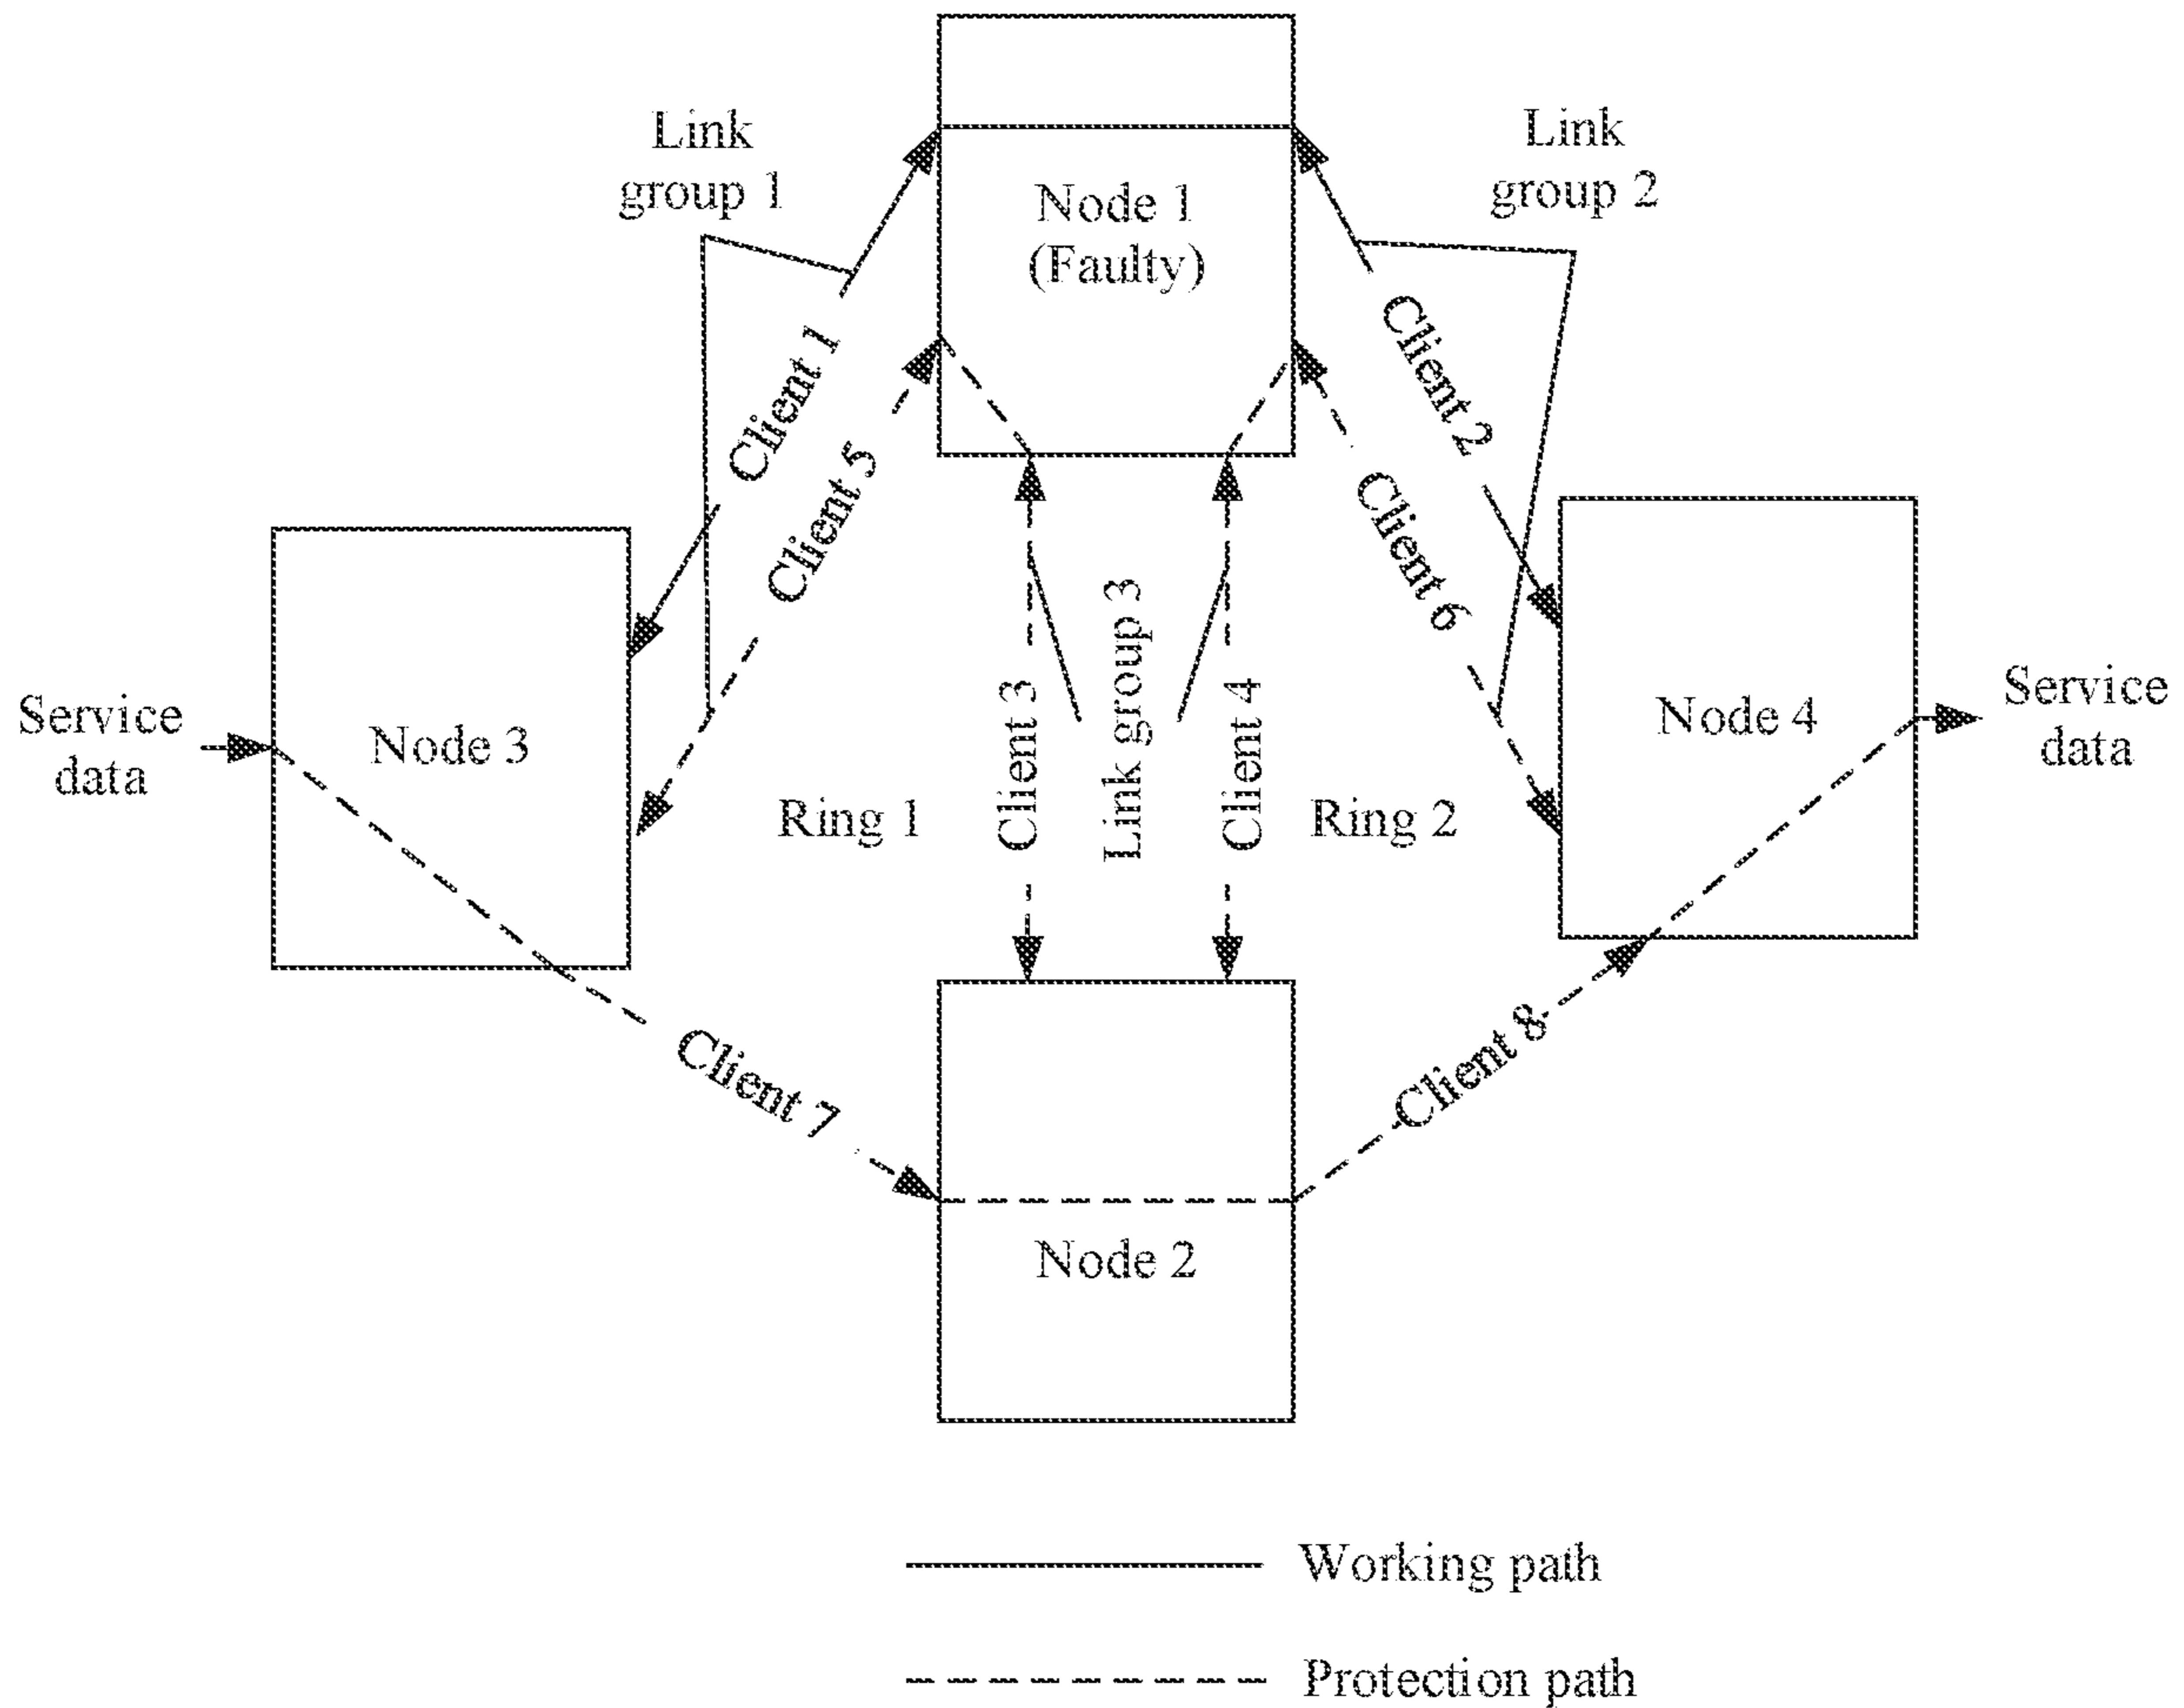 Link
group 1
Node 1
(Faulty)
Link
group 2
Client 1
Client 5
Client 2
Client 6
Service
data
Node 3
Ring 1
Client 3
Link group 3
Client 4
Ring 2
Node 4
Service
data
Client 7
Client 8
Node 2
Working path
Protection path